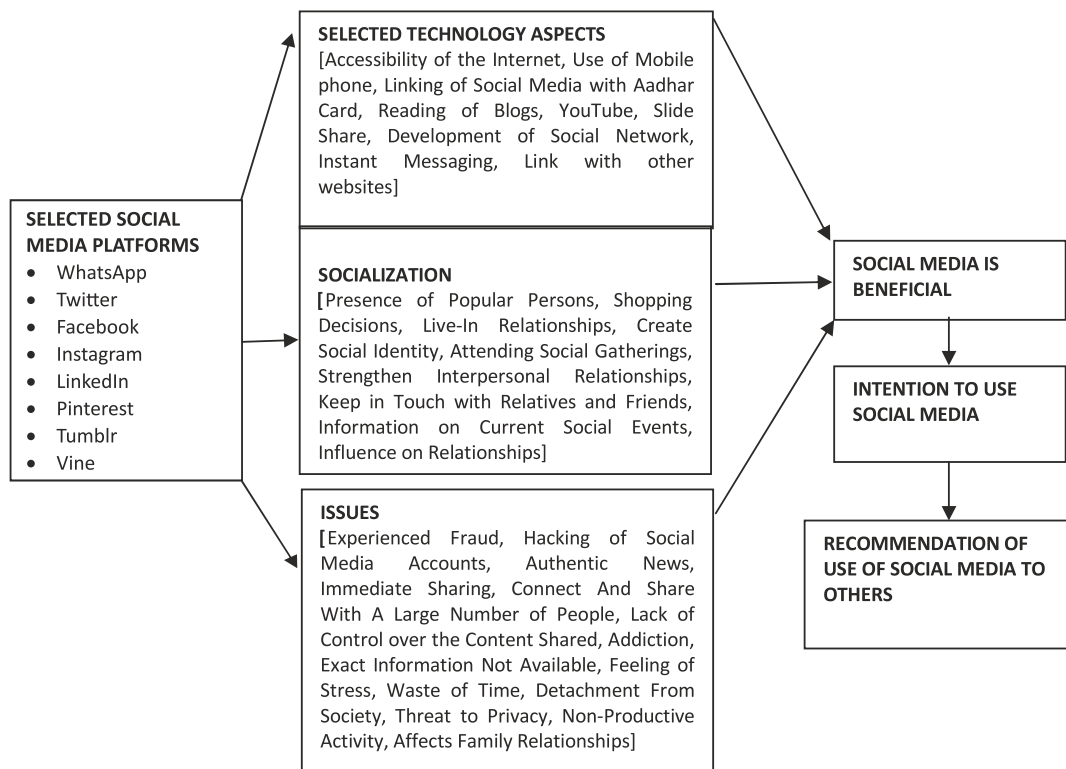 SELECTED TECHNOLOGY ASPECTS
[Accessibility of the Internet, Use of Mobile
phone, Linking of Social Media with Aadhar
Card, Reading of Blogs, YouTube, Slide
Share, Development of Social Network,
Instant Messaging, Link with other
websites]
SELECTED SOCIAL
MEDIA PLATFORMS
• WhatsApp
• Twitter
• Facebook
• Instagram
• LinkedIn
• Pinterest
• Tumblr
• Vine
SOCIALIZATION
[Presence of Popular Persons, Shopping
Decisions, Live-In Relationships, Create
Social Identity, Attending Social Gatherings,
Strengthen Interpersonal Relationships,
Keep in Touch with Relatives and Friends,
Information on Current Social Events,
Influence on Relationships]
ISSUES
[Experienced Fraud, Hacking of Social
Media Accounts, Authentic News,
Immediate Sharing, Connect And Share
With A Large Number of People, Lack of
Control over the Content Shared, Addiction,
Exact Information Not Available, Feeling of
Stress, Waste of Time, Detachment From
Society, Threat to Privacy, Non-Productive
Activity, Affects Family Relationships]
SOCIAL MEDIA IS
BENEFICIAL
INTENTION TO USE
SOCIAL MEDIA
RECOMMENDATION OF
USE OF SOCIAL MEDIA TO
OTHERS